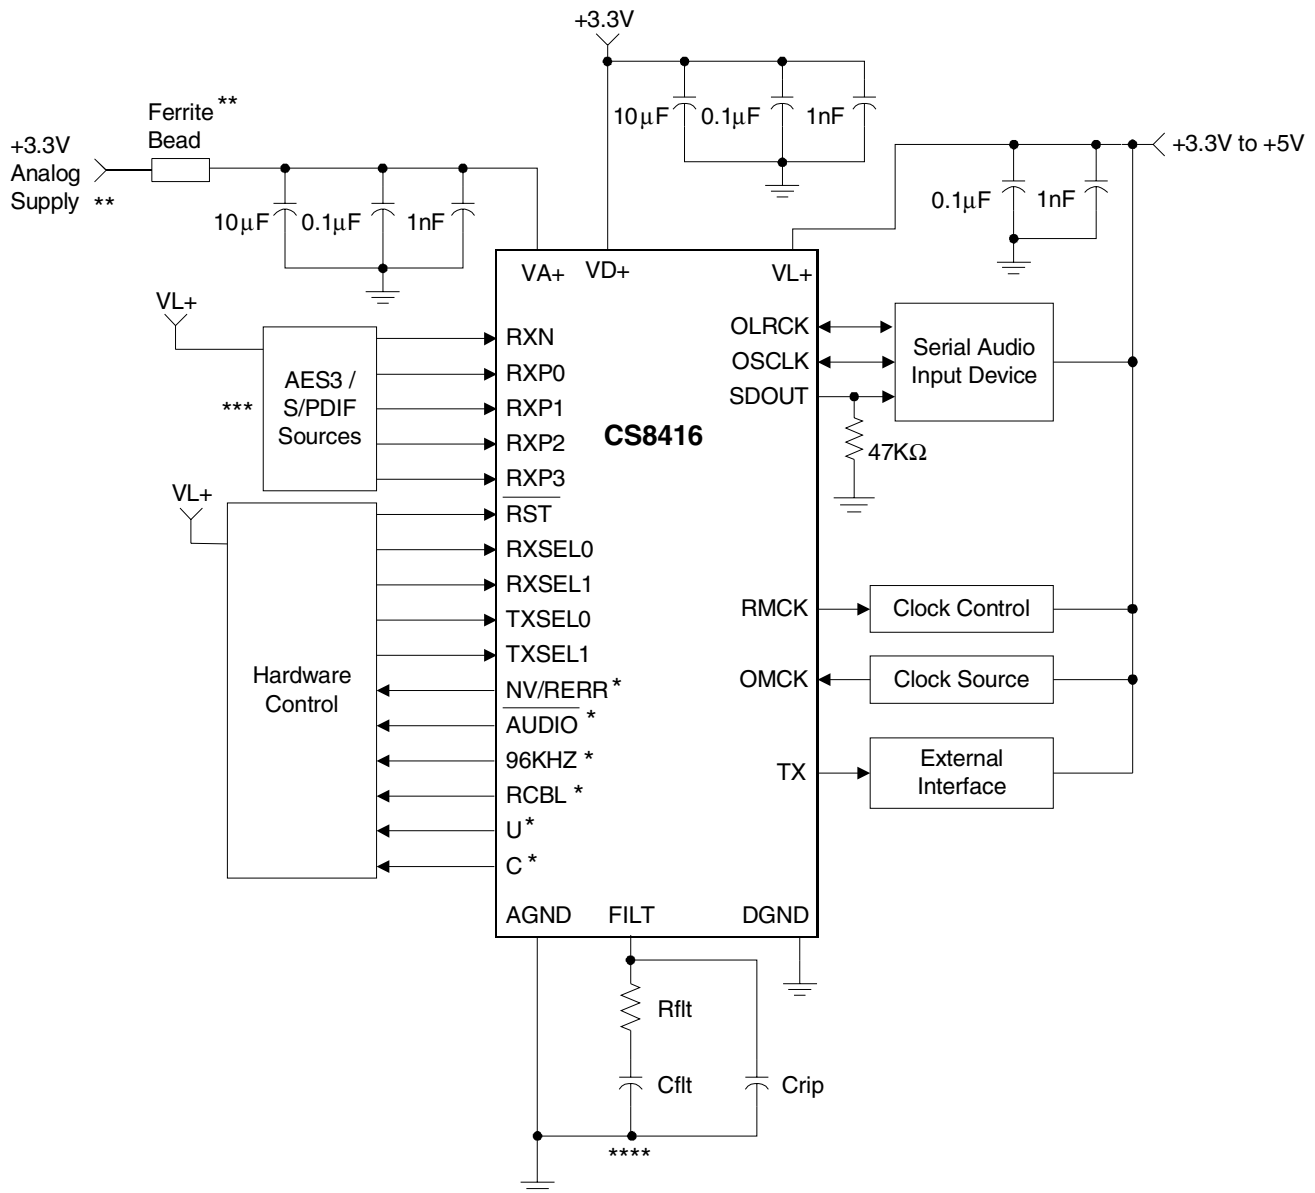 +3.3V
10µF
0.1µF
1nF
Ferrite **
Bead
+3.3V
Analog
Supply **
10µF
0.1µF
1nF
+3.3V to +5V
0.1µF
1nF
VA+
VD+
VL+
VL+
AES3 /
S/PDIF
Sources
***
RXN
RXP0
RXP1
RXP2
RXP3
VL+
Hardware
Control
RST
RXSEL0
RXSEL1
TXSEL0
TXSEL1
NV/RERR *
AUDIO *
96KHZ *
RCBL *
U *
C *
CS8416
OLRCK
OSCLK
SDOUT
Serial Audio
Input Device
47KΩ
RMCK
Clock Control
OMCK
Clock Source
TX
External
Interface
AGND
FILT
DGND
Rflt
Cflt
Crip
****